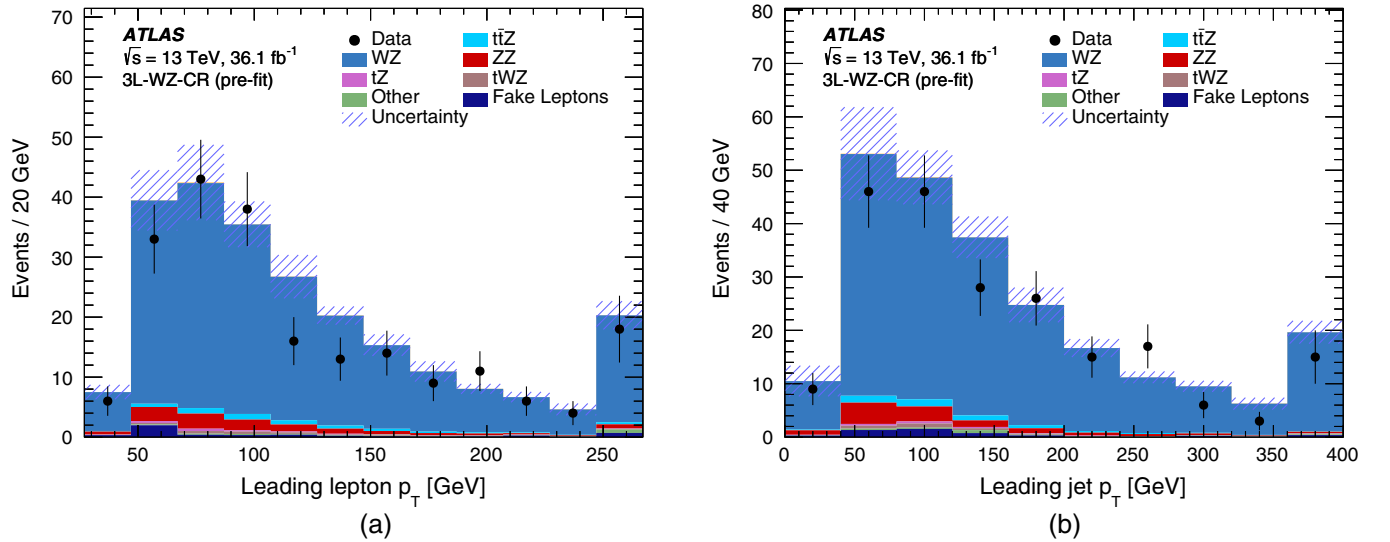 70
60
50
40
30
20
10
0
Events / 20 GeV
ATLAS
√s = 13 TeV, 36.1 fb⁻¹
3L-WZ-CR (pre-fit)
Data
WZ
tZ
Other
Uncertainty
tt̄Z
ZZ
tWZ
Fake Leptons
50 100 150 200 250
Leading lepton p_T [GeV]
(a)
80
70
60
50
40
30
20
10
0
Events / 40 GeV
ATLAS
√s = 13 TeV, 36.1 fb⁻¹
3L-WZ-CR (pre-fit)
Data
WZ
tZ
Other
Uncertainty
tt̄Z
ZZ
tWZ
Fake Leptons
0 50 100 150 200 250 300 350 400
Leading jet p_T [GeV]
(b)